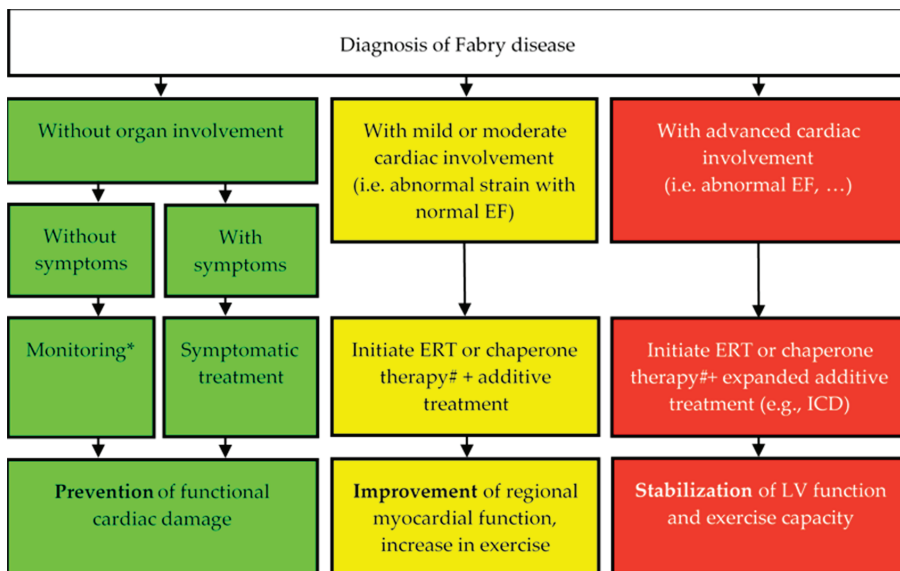 Diagnosis of Fabry disease
Without organ involvement
With mild or moderate
cardiac involvement
(i.e. abnormal strain with
normal EF)
With advanced cardiac
involvement
(i.e. abnormal EF, …)
Without
symptoms
With
symptoms
Monitoring*
Symptomatic
treatment
Initiate ERT or chaperone
therapy# + additive
treatment
Initiate ERT or chaperone
therapy#+ expanded additive
treatment (e.g., ICD)
Prevention of functional
cardiac damage
Improvement of regional
myocardial function,
increase in exercise
Stabilization of LV function
and exercise capacity